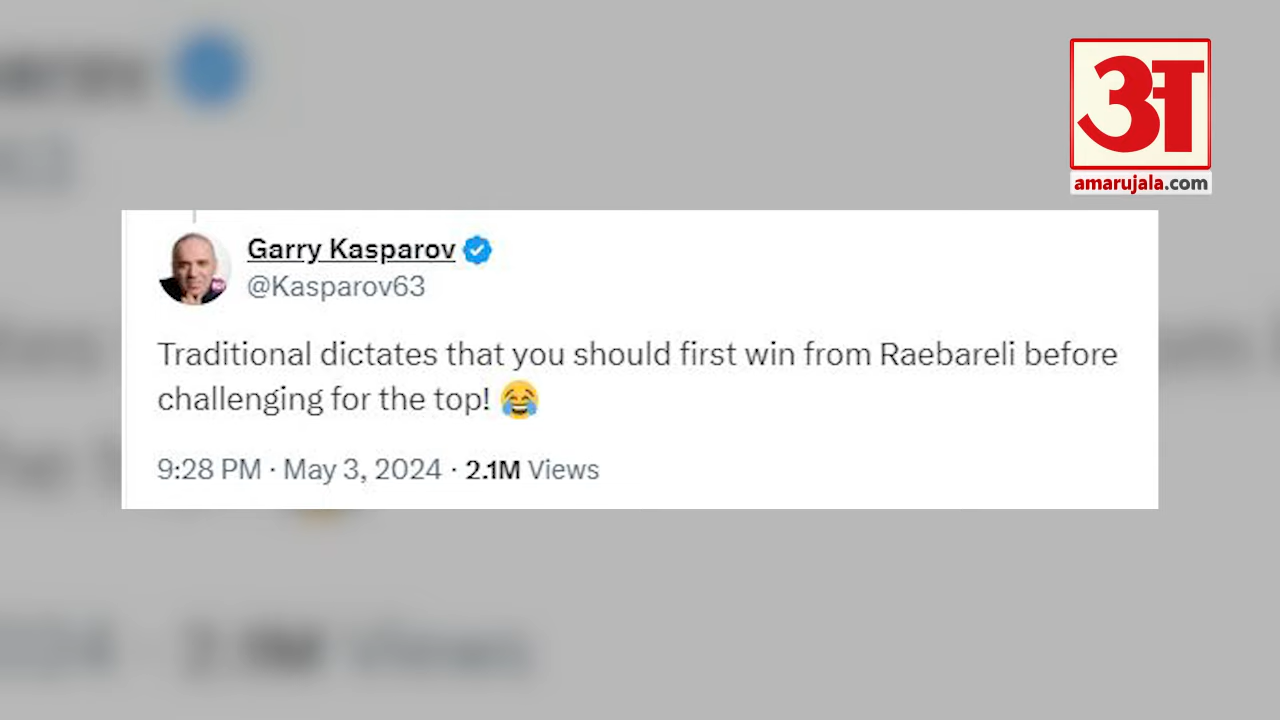 अ
amarujala.com
Garry Kasparov
@Kasparov63
Traditional dictates that you should first win from Raebareli before
challenging for the top! 😂
9:28 PM · May 3, 2024 · 2.1M Views